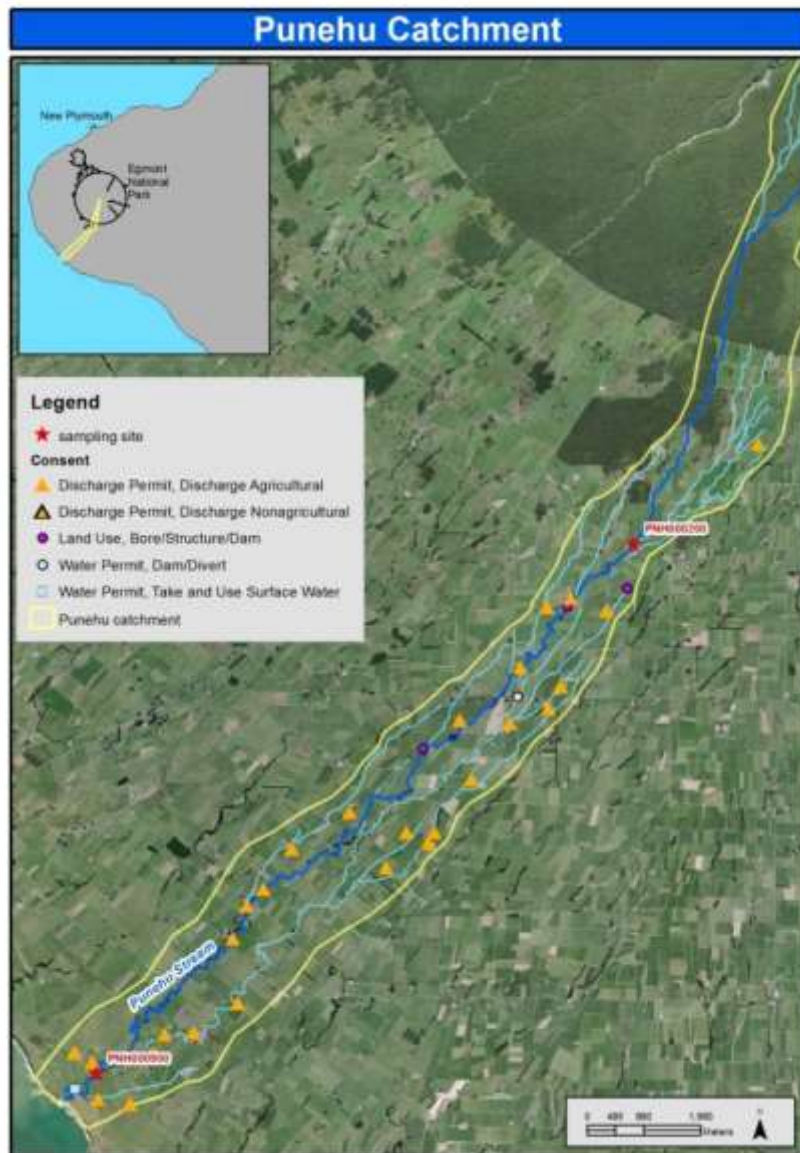 Punehu Catchment
New Plymouth
Egmont
National
Park
Legend
sampling site
Consent
Discharge Permit, Discharge Agricultural
Discharge Permit, Discharge Nonagricultural
Land Use, Bore/Structure/Dam
Water Permit, Dam/Divert
Water Permit, Take and Use Surface Water
Punehu catchment
PNH000200
Punehu Stream
PNH000900
0
Meters